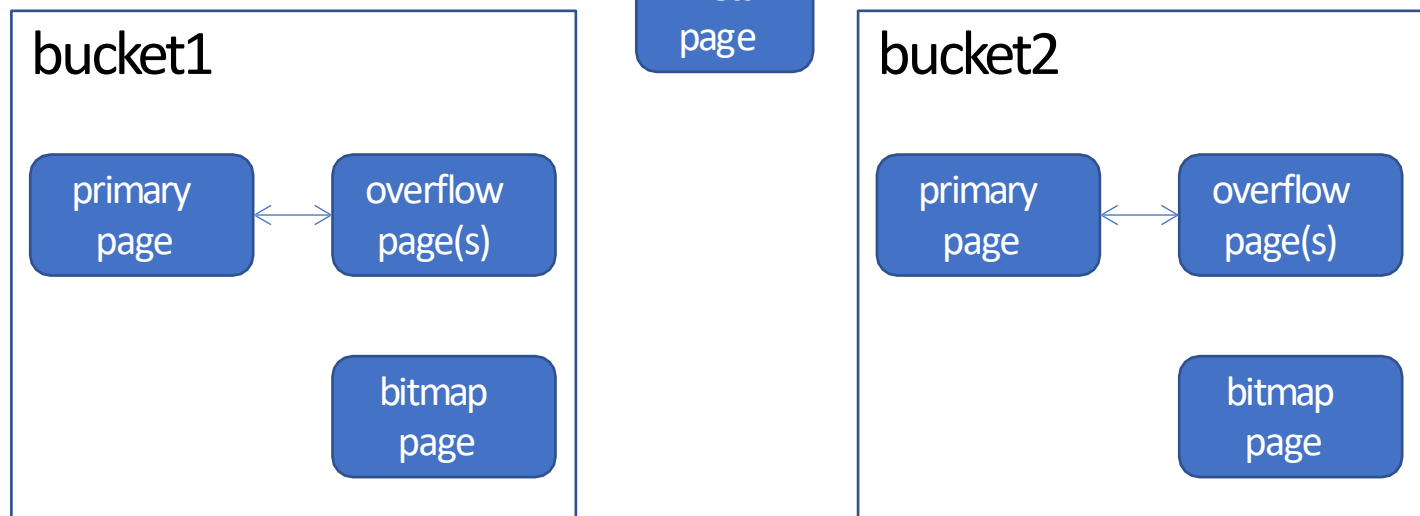 page
bucket1
bucket2
primary
page
overflow
page(s)
primary
page
overflow
page(s)
bitmap
page
bitmap
page